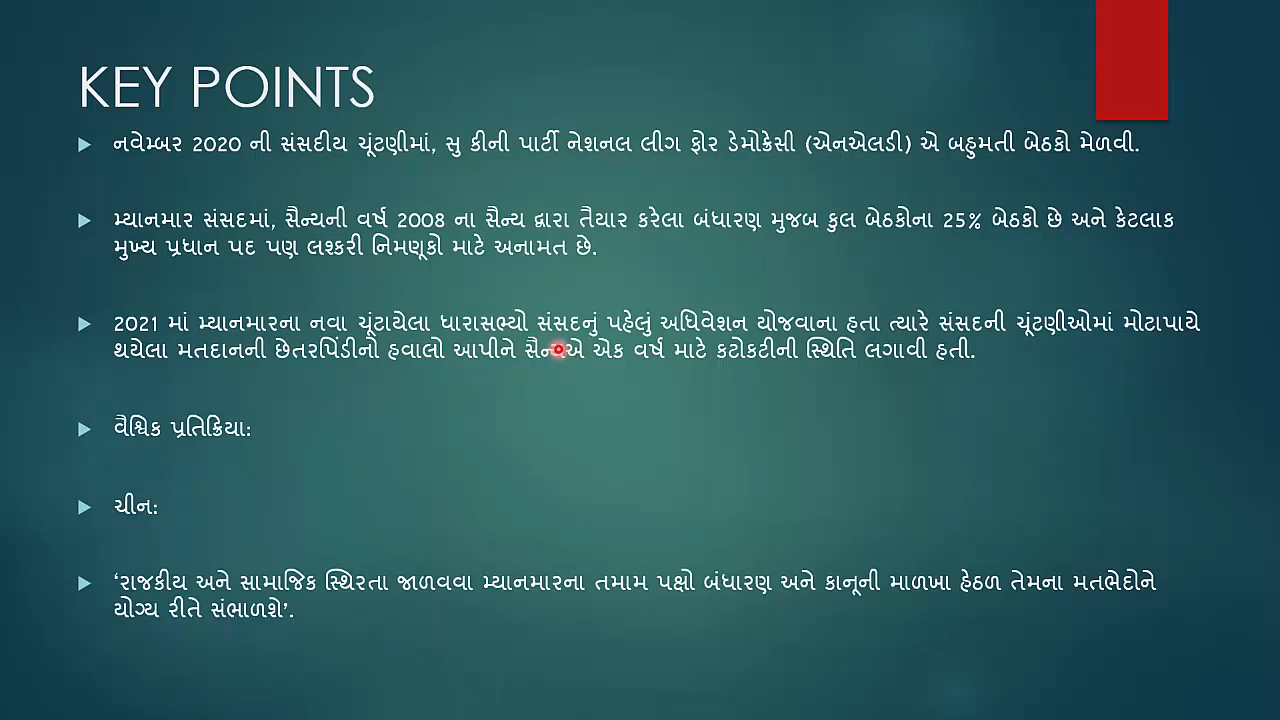 KEY POINTS
નવેમ્બર 2020 ની સંસદીય ચૂંટણીમાં, સુ કીની પાર્ટી નેશનલ લીગ ફોર ડેમોક્રેસી (એનએલડી) એ બહુમતી બેઠકો મેળવી.
મ્યાનમાર સંસદમાં, સૈન્યની વર્ષ 2008 ના સૈન્ય દ્વારા તૈયાર કરેલા બંધારણ મુજબ કુલ બેઠકોના 25% બેઠકો છે અને કેટલાક
મુખ્ય પ્રધાન પદ પણ લશ્કરી નિમણૂકો માટે અનામત છે.
2021 માં મ્યાનમારના નવા ચૂંટાયેલા ધારાસભ્યો સંસદનું પહેલું અધિવેશન યોજવાના હતા ત્યારે સંસદની ચૂંટણીઓમાં મોટાપાયે
થયેલા મતદાનની છેતરપિંડીનો હવાલો આપીને સૈન્યએ એક વર્ષ માટે કટોકટીની સ્થિતિ લગાવી હતી.
વૈશ્વિક પ્રતિક્રિયા:
ચીન:
‘રાજકીય અને સામાજિક સ્થિરતા જાળવવા મ્યાનમારના તમામ પક્ષો બંધારણ અને કાનૂની માળખા હેઠળ તેમના મતભેદોને
યોગ્ય રીતે સંભાળશે’.